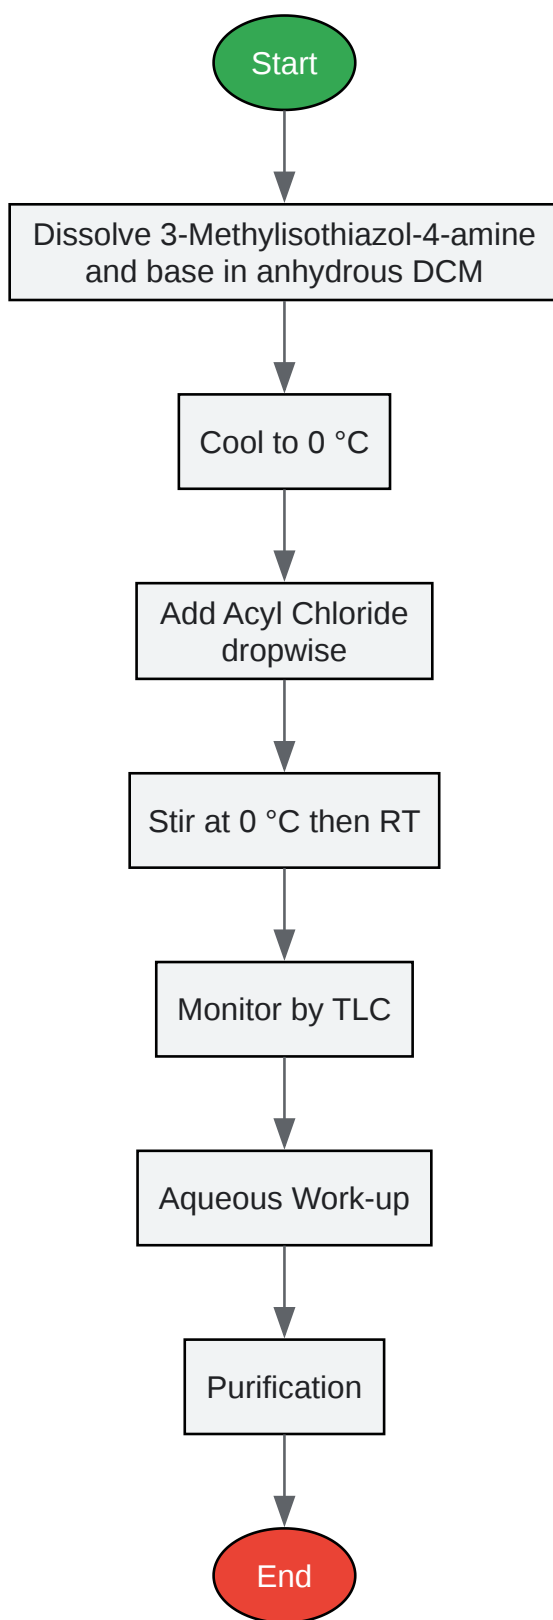 Start
Dissolve 3-Methylisothiazol-4-amine
and base in anhydrous DCM
Cool to 0 °C
Add Acyl Chloride
dropwise
Stir at 0 °C then RT
Monitor by TLC
Aqueous Work-up
Purification
End